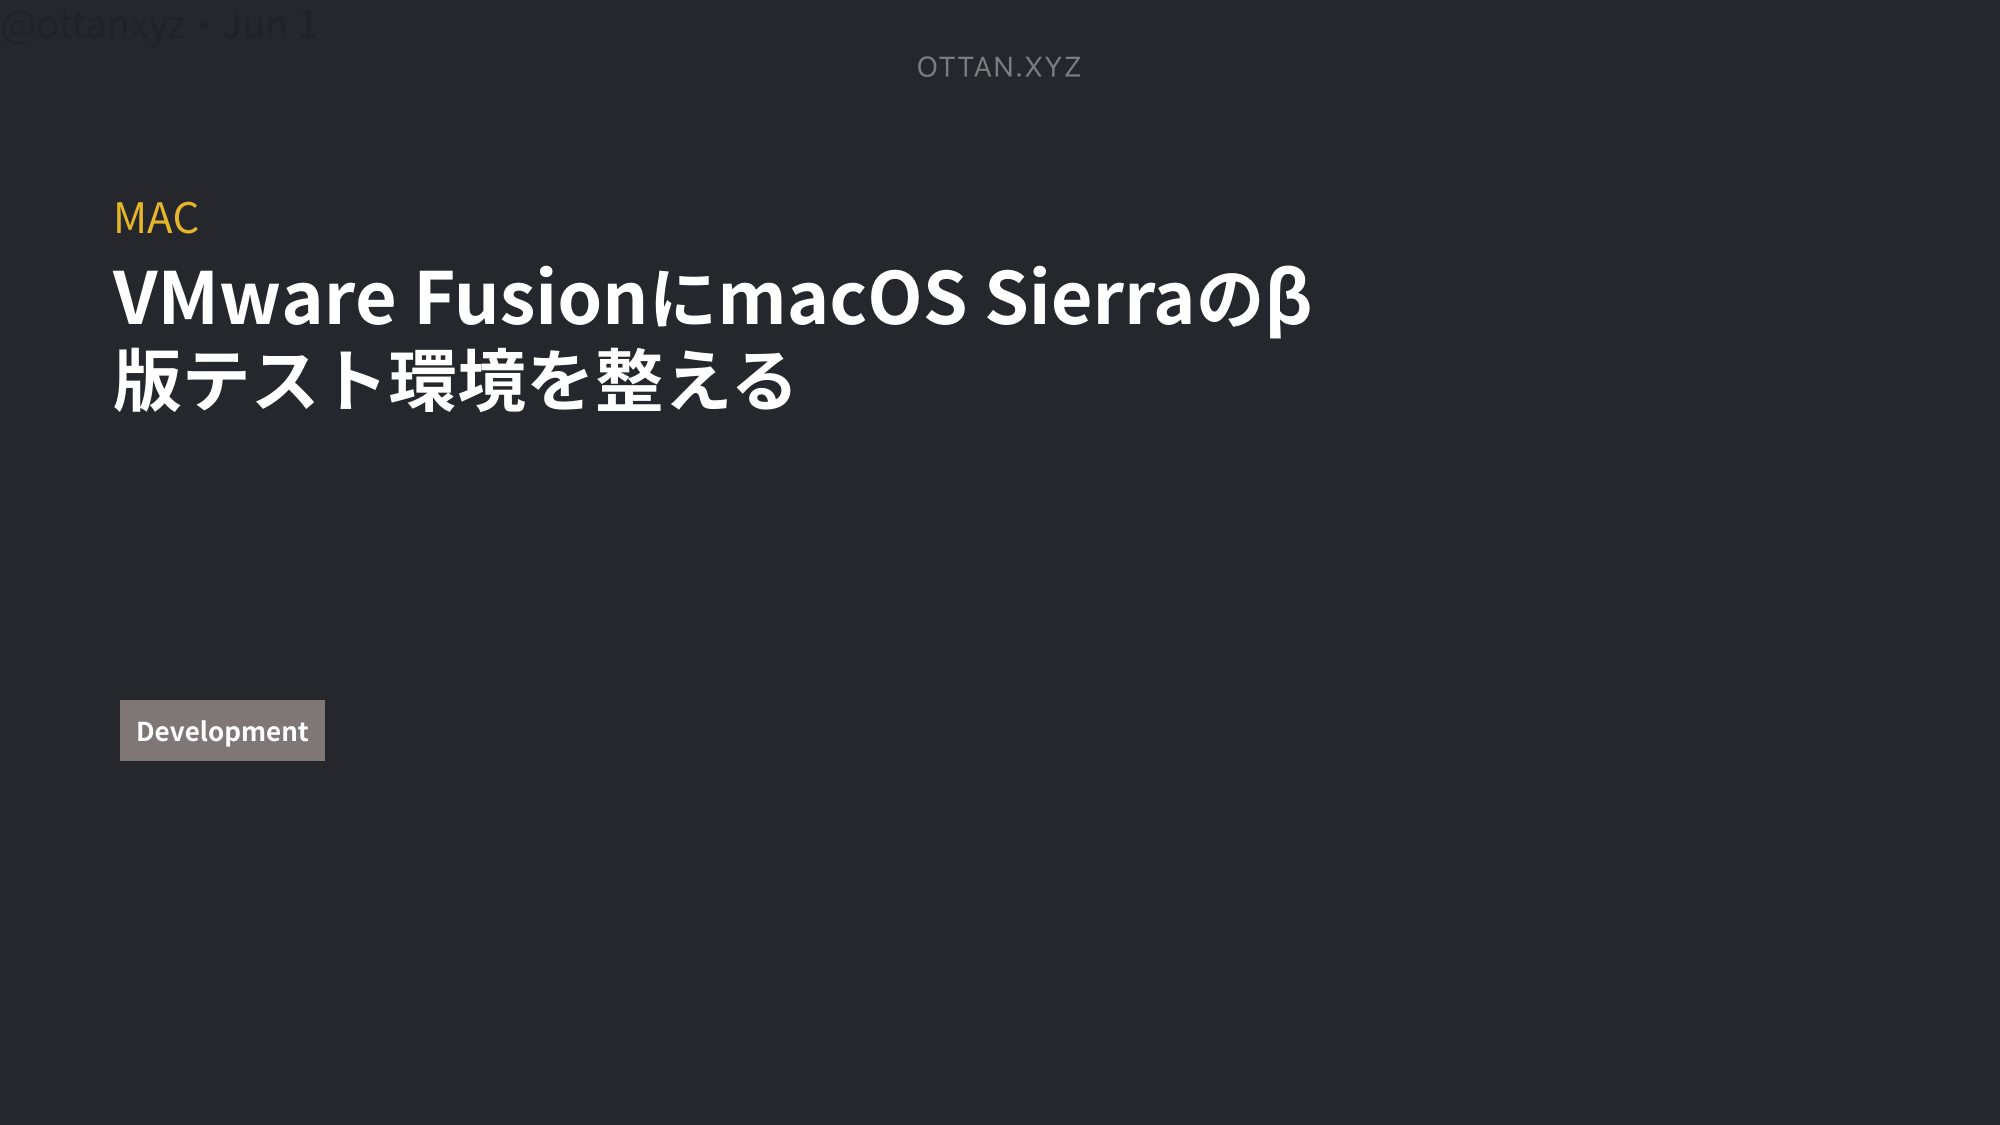 @ottanxyz・Jun 1
OTTAN.XYZ
MAC
VMware FusionにmacOS Sierraのβ
版テスト環境を整える
Development